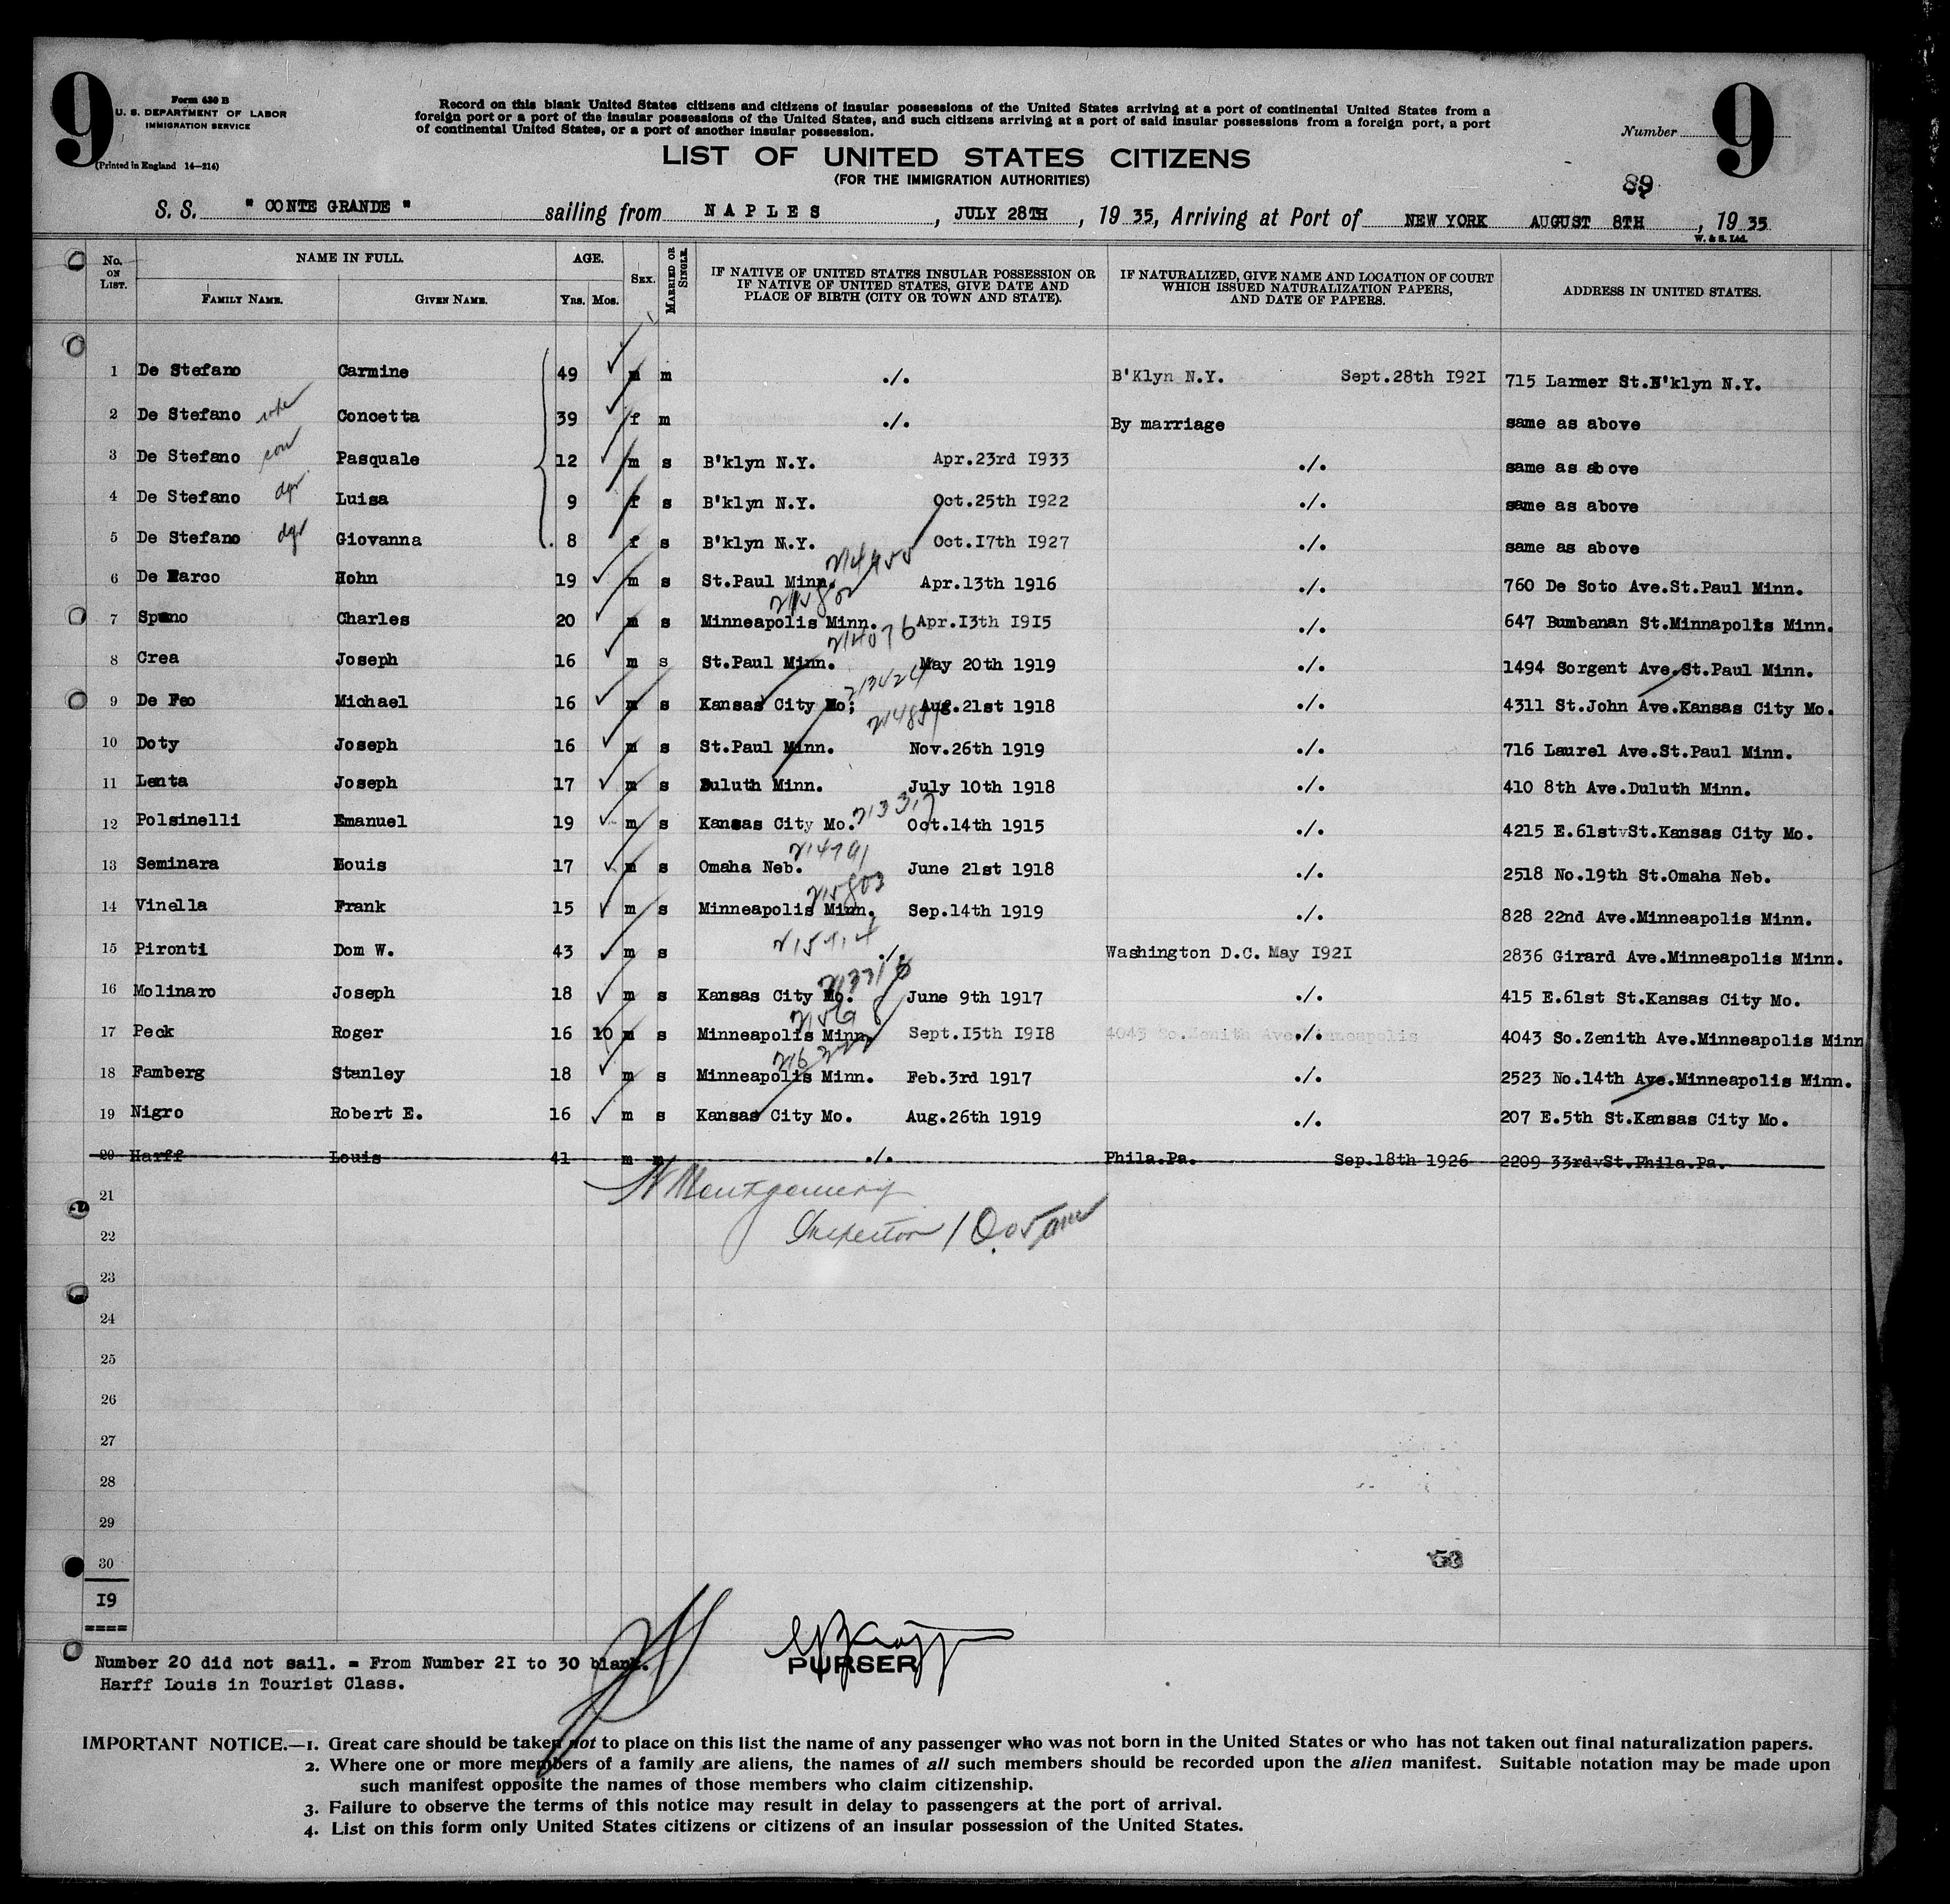 9
Form 630 B
U. S. DEPARTMENT OF LABOR
IMMIGRATION SERVICE
(Printed in England 14—214)
Record on this blank United States citizens and citizens of insular possessions of the United States arriving at a port of continental United States from a
foreign port or a port of the insular possessions of the United States, and such citizens arriving at a port of said insular possessions from a foreign port, a port
of continental United States, or a port of another insular possession.
Number 9
LIST OF UNITED STATES CITIZENS
(FOR THE IMMIGRATION AUTHORITIES)
89
S. S. " CONTE GRANDE " sailing from NAPLES, JULY 28TH, 19 35, Arriving at Port of NEW YORK AUGUST 8TH, 19 35
W. & S. Ltd.
No. ON LIST. NAME IN FULL. FAMILY NAME. GIVEN NAME. AGE. Yrs. Mos. SEX. MARRIED OR SINGLE. IF NATIVE OF UNITED STATES INSULAR POSSESSION OR IF NATIVE OF UNITED STATES, GIVE DATE AND PLACE OF BIRTH (CITY OR TOWN AND STATE). IF NATURALIZED, GIVE NAME AND LOCATION OF COURT WHICH ISSUED NATURALIZATION PAPERS, AND DATE OF PAPERS. ADDRESS IN UNITED STATES.
1 De Stefano Carmine 49 m m ./. B'Klyn N.Y. Sept.28th I92I 715 Larmer St.B'klyn N.Y.
2 De Stefano Concetta 39 f m ./. By marriage same as above
3 De Stefano Pasquale 12 m s B'klyn N.Y. Apr.23rd I933 ./. same as above
4 De Stefano Luisa 9 f s B'klyn N.Y. Oct.25th I922 ./. same as above
5 De Stefano Giovanna 8 f s B'klyn N.Y. Oct.I7th I927 ./. same as above
6 De Marco Hohn 19 m s St.Paul Minn. Apr.13th 1916 ./. 760 De Soto Ave.St.Paul Minn.
7 Spano Charles 20 m s Minneapolis Minn. Apr.I3th I9I5 ./. 647 Bumbanan St.Minnapolis Minn.
214076
8 Crea Joseph 16 m s St.Paul Minn. May 20th 1919 ./. 1494 Sorgent Ave.St.Paul Minn.
9 De Feo Michael 16 m s Kansas City Mo; Aug.21st 1918 ./. 4311 St.John Ave.Kansas City Mo.
10 Doty Joseph 16 m s St.Paul Minn. Nov.26th 1919 ./. 716 Laurel Ave.St.Paul Minn.
11 Lenta Joseph 17 m s Duluth Minn. July 10th 1918 ./. 410 8th Ave.Duluth Minn.
12 Polsinelli Emanuel 19 m s Kansas City Mo. 213317 Oct.14th 1915 ./. 4215 E.61stvSt.Kansas City Mo.
214791
13 Seminara Louis 17 m s Omaha Neb. June 21st 1918 ./. 2518 No.19th St.Omaha Neb.
215803
14 Vinella Frank 15 m s Minneapolis Minn. Sep.14th 1919 ./. 828 22nd Ave.Minneapolis Minn.
15 Pironti Dom W. 43 m s ./. Washington D.C. May I92I 2836 Girard Ave.Minneapolis Minn.
16 Molinaro Joseph 18 m s Kansas City Mo. June 9th 1917 ./. 415 E.61st St.Kansas City Mo.
17 Peck Roger 16 10 m s Minneapolis Minn. Sept.I5th I9I8 ./. 4043 So.Zenith Ave.Minneapolis Minn
18 Famberg Stanley 18 m s Minneapolis Minn. Feb.3rd 1917 ./. 2523 No.14th Ave.Minneapolis Minn.
19 Nigro Robert E. 16 m s Kansas City Mo. Aug.26th 1919 ./. 207 E.5th St.Kansas City Mo.
20 Harff Louis 41 m m ./. Phila.Pa. Sep.18th 1926 2209 33rdvSt.Phila.Pa.
21 Montgomery
22 Inspector 10.05 am
23
24
25
26
27
28
29
30 53
I9
====
Number 20 did not sail. = From Number 2I to 30 blank.
Harff Louis in Tourist Class.
PURSER
IMPORTANT NOTICE.—1. Great care should be taken not to place on this list the name of any passenger who was not born in the United States or who has not taken out final naturalization papers.
2. Where one or more members of a family are aliens, the names of all such members should be recorded upon the alien manifest. Suitable notation may be made upon
such manifest opposite the names of those members who claim citizenship.
3. Failure to observe the terms of this notice may result in delay to passengers at the port of arrival.
4. List on this form only United States citizens or citizens of an insular possession of the United States.